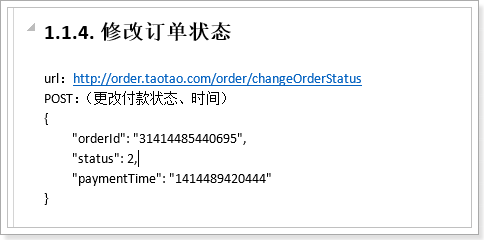 1.1.4. 修改订单状态
url：http://order.taotao.com/order/changeOrderStatus
POST：（更改付款状态、时间）
{
"orderId": "31414485440695",
"status": 2,
"paymentTime": "1414489420444"
}